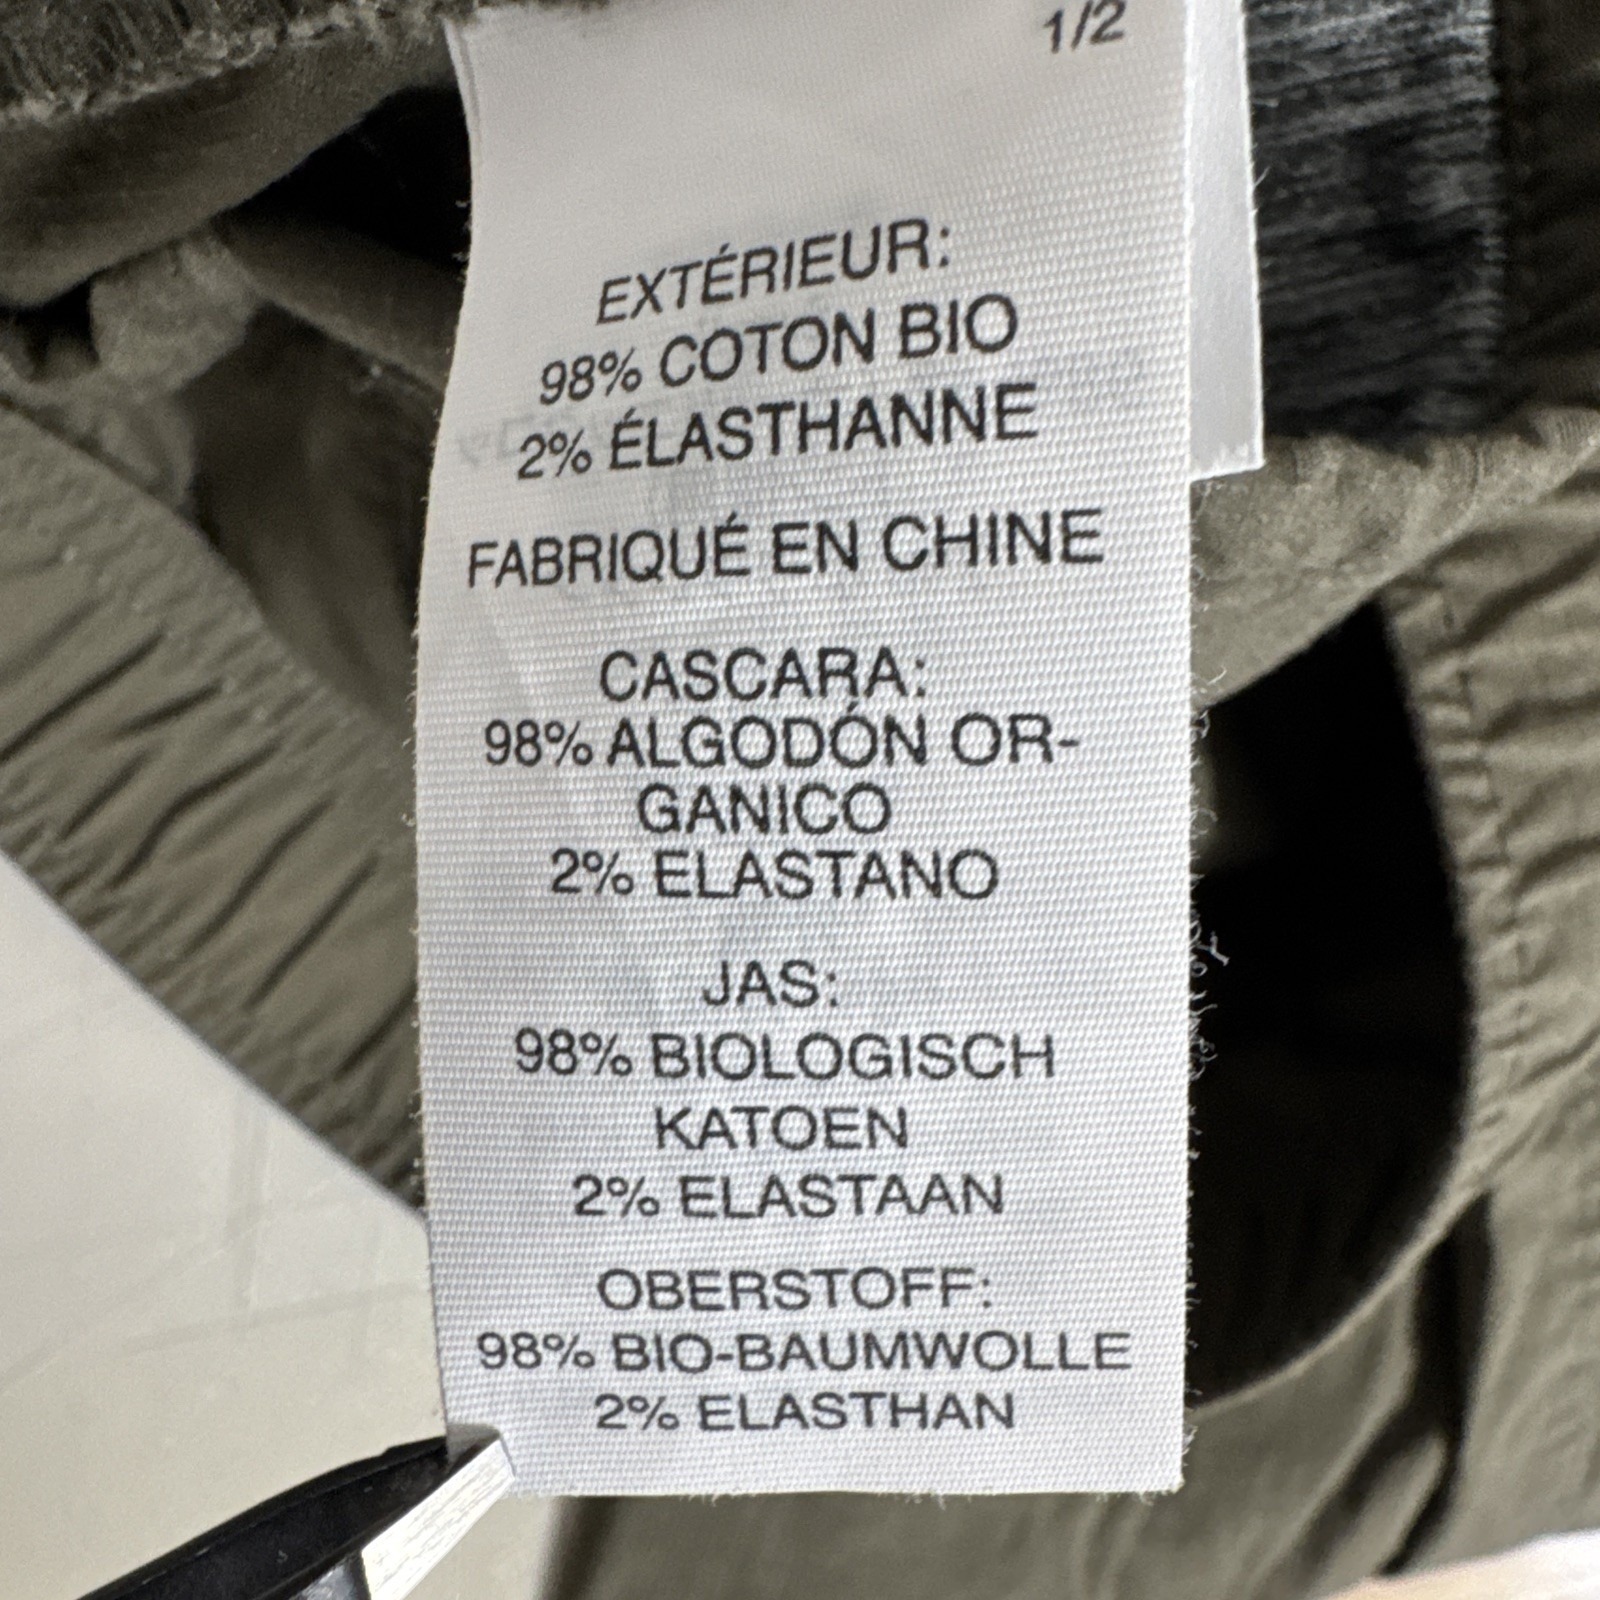 1/2
EXTÉRIEUR:
98% COTON BIO
2% ÉLASTHANNE
FABRIQUÉ EN CHINE
CASCARA:
98% ALGODÓN OR-
GANICO
2% ELASTANO
JAS:
98% BIOLOGISCH
KATOEN
2% ELASTAAN
OBERSTOFF:
98% BIO-BAUMWOLLE
2% ELASTHAN